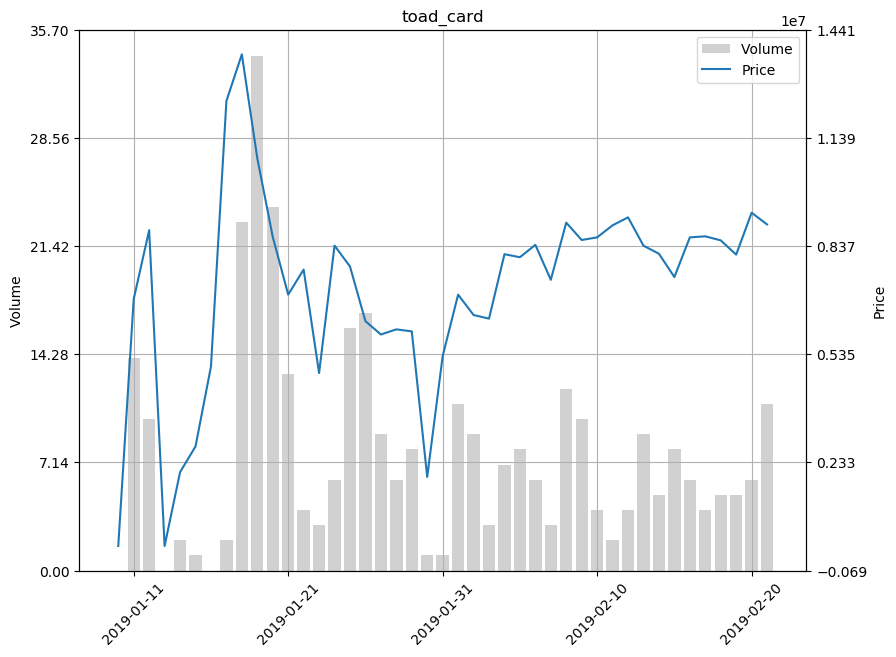 toad_card
35.70
1e7
1.441
Volume
Price
28.56
1.139
21.42
0.837
Volume
Price
14.28
0.535
7.14
0.233
0.00
−0.069
2019-01-11
2019-01-21
2019-01-31
2019-02-10
2019-02-20